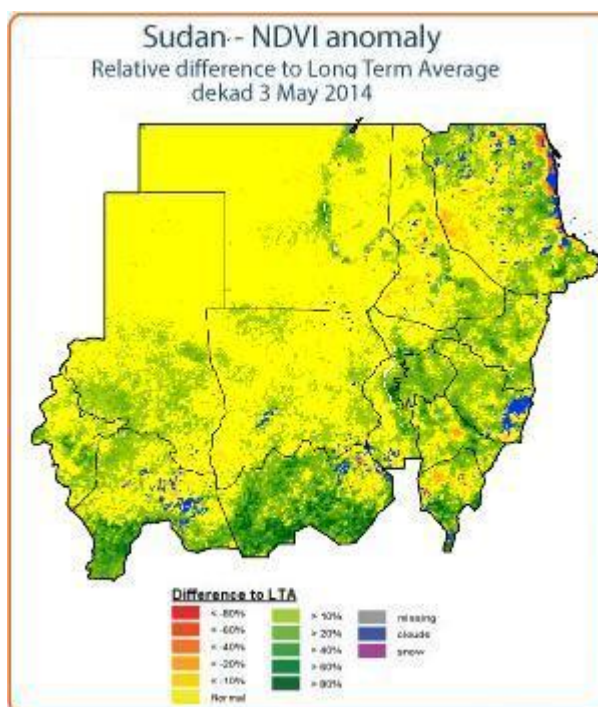 Sudan - NDVI anomaly
Relative difference to Long Term Average
dekad 3 May 2014
Difference to LTA
< -80%
< -60%
< -40%
< -20%
< -10%
Normal
> 10%
> 20%
> 40%
> 60%
> 80%
missing
clouds
snow